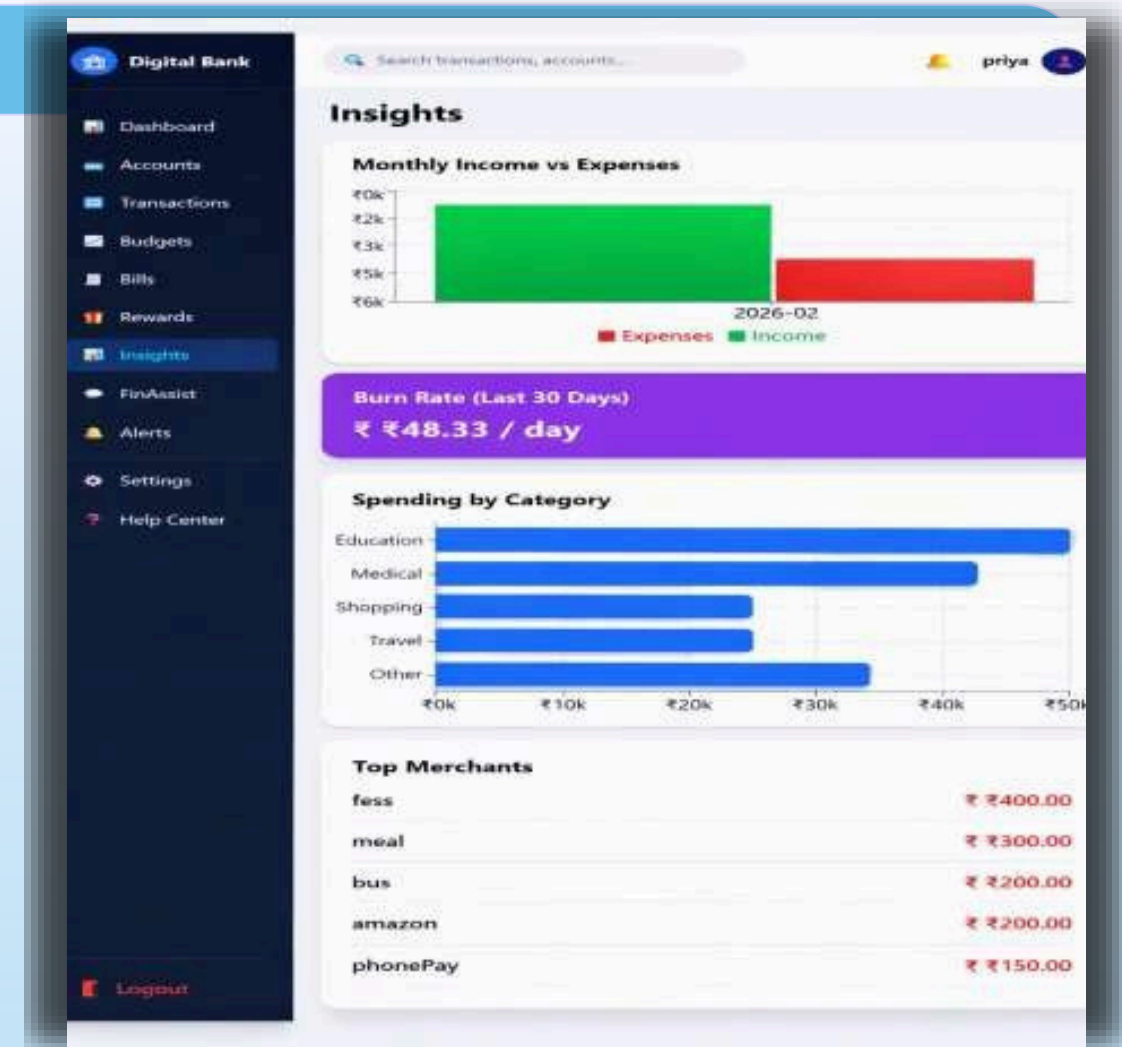 Digital Bank
Dashboard
Accounts
Transactions
Budgets
Bills
Rewards
Insights
FinAssist
Alerts
Settings
Help Center
Logout
Search transactions, accounts...
priya
Insights
Monthly Income vs Expenses
₹0k
₹2k
₹3k
₹5k
₹6k
2026-02
Expenses Income
Burn Rate (Last 30 Days)
₹ ₹48.33 / day
Spending by Category
Education
Medical
Shopping
Travel
Other
₹0k ₹10k ₹20k ₹30k ₹40k ₹50k
Top Merchants
fess ₹ ₹400.00
meal ₹ ₹300.00
bus ₹ ₹200.00
amazon ₹ ₹200.00
phonePay ₹ ₹150.00